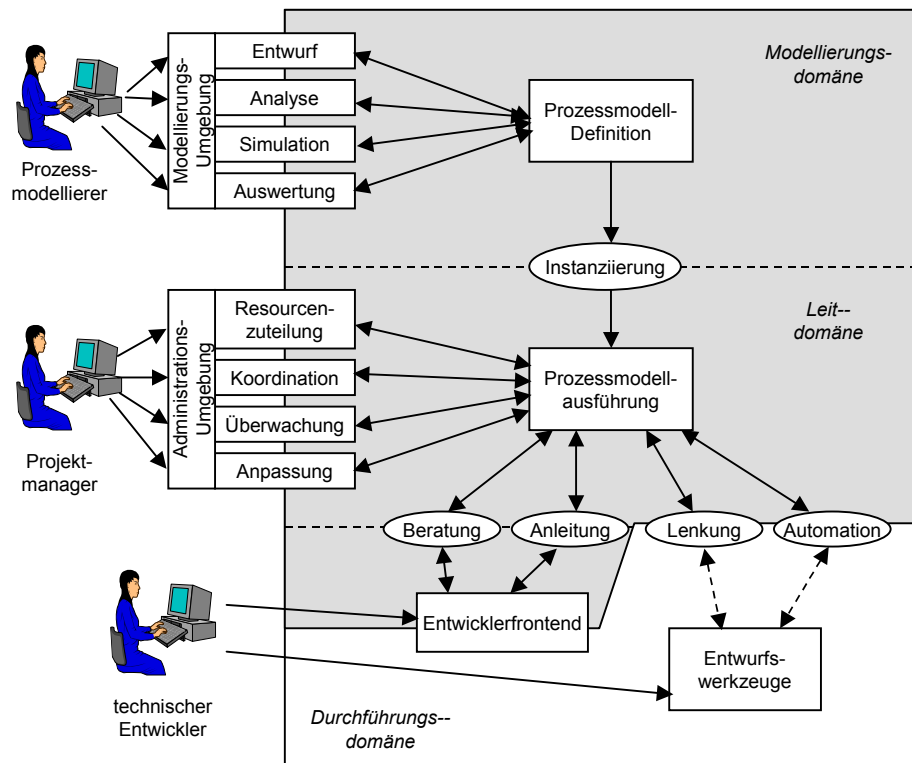 Entwurf
Analyse
Simulation
Auswertung
Modellierungs-
Umgebung
Prozess-
modellierer
Prozessmodell-
Definition
Modellierungs-
domäne
Instanziierung
Leit--
domäne
Resourcen-
zuteilung
Koordination
Überwachung
Anpassung
Administrations-
Umgebung
Projekt-
manager
Prozessmodell-
ausführung
Beratung
Anleitung
Lenkung
Automation
Entwicklerfrontend
Entwurfs-
werkzeuge
technischer
Entwickler
Durchführungs--
domäne